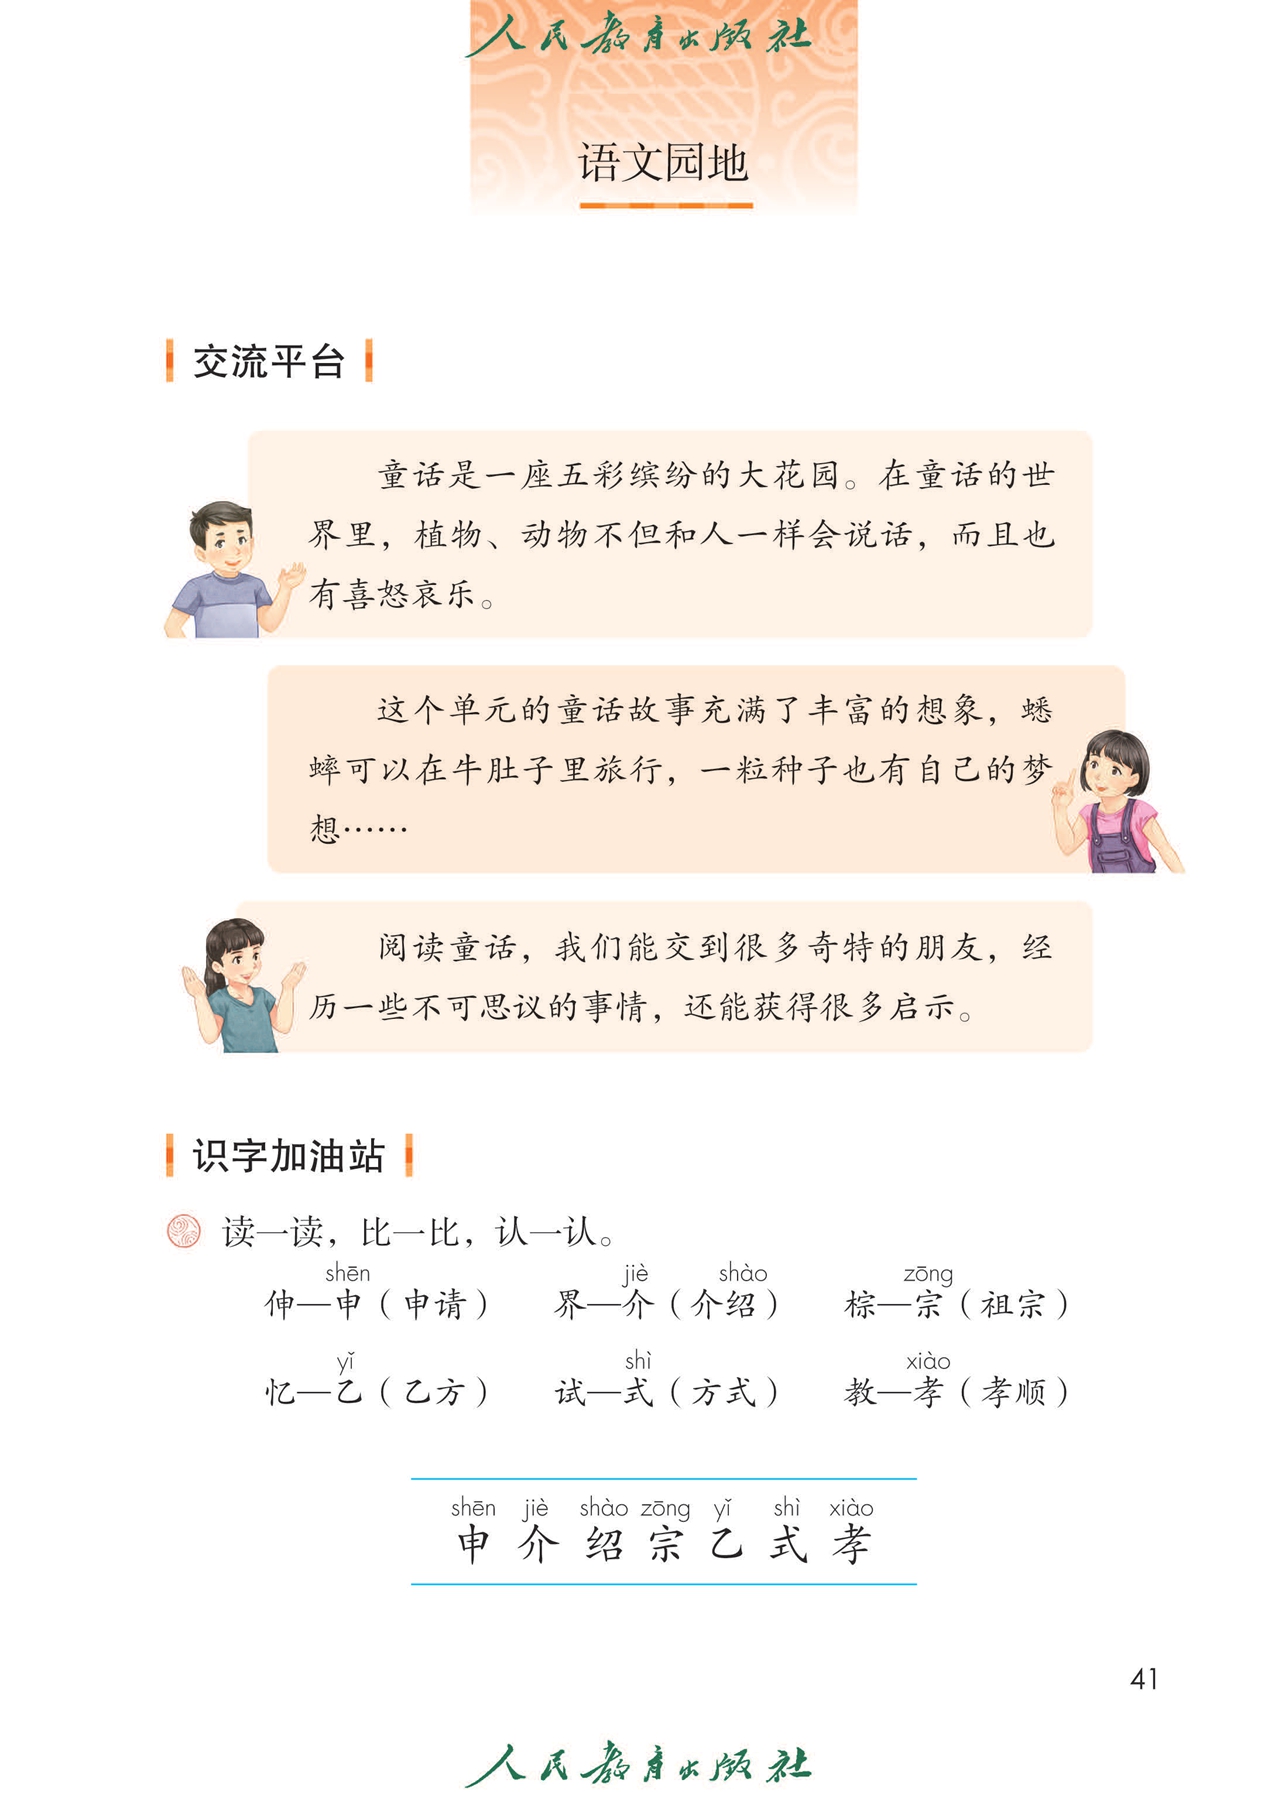 人民教育出版社
语文园地
交流平台
童话是一座五彩缤纷的大花园。在童话的世
界里，植物、动物不但和人一样会说话，而且也
有喜怒哀乐。
这个单元的童话故事充满了丰富的想象，蟋
蟀可以在牛肚子里旅行，一粒种子也有自己的梦
想……
阅读童话，我们能交到很多奇特的朋友，经
历一些不可思议的事情，还能获得很多启示。
识字加油站
读一读，比一比，认一认。
shēn jiè shào zōng
伸—申（申请） 界—介（介绍） 棕—宗（祖宗）
yǐ shì xiào
忆—乙（乙方） 试—式（方式） 教—孝（孝顺）
shēn jiè shào zōng yǐ shì xiào
申 介 绍 宗 乙 式 孝
41
人民教育出版社